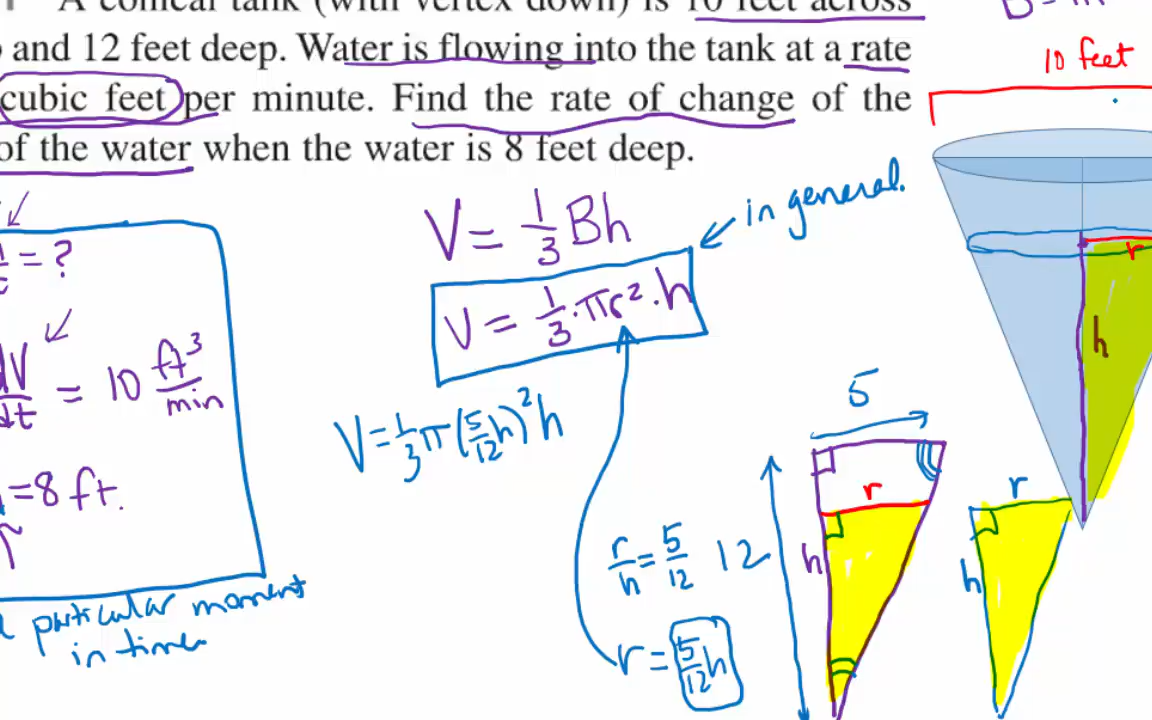 A conical tank (with vertex down) is 10 feet across
and 12 feet deep. Water is flowing into the tank at a rate
cubic feet per minute. Find the rate of change of the
of the water when the water is 8 feet deep.
10 feet
V = 1/3 Bh
in general.
V = 1/3 · πr² · h
= ?
dV/dt = 10 ft³/min
= 8 ft.
particular moment
in time
V = 1/3 π (5/12 h)² h
r/h = 5/12
r = 5/12 h
5
12
r
h
r
h
r
h